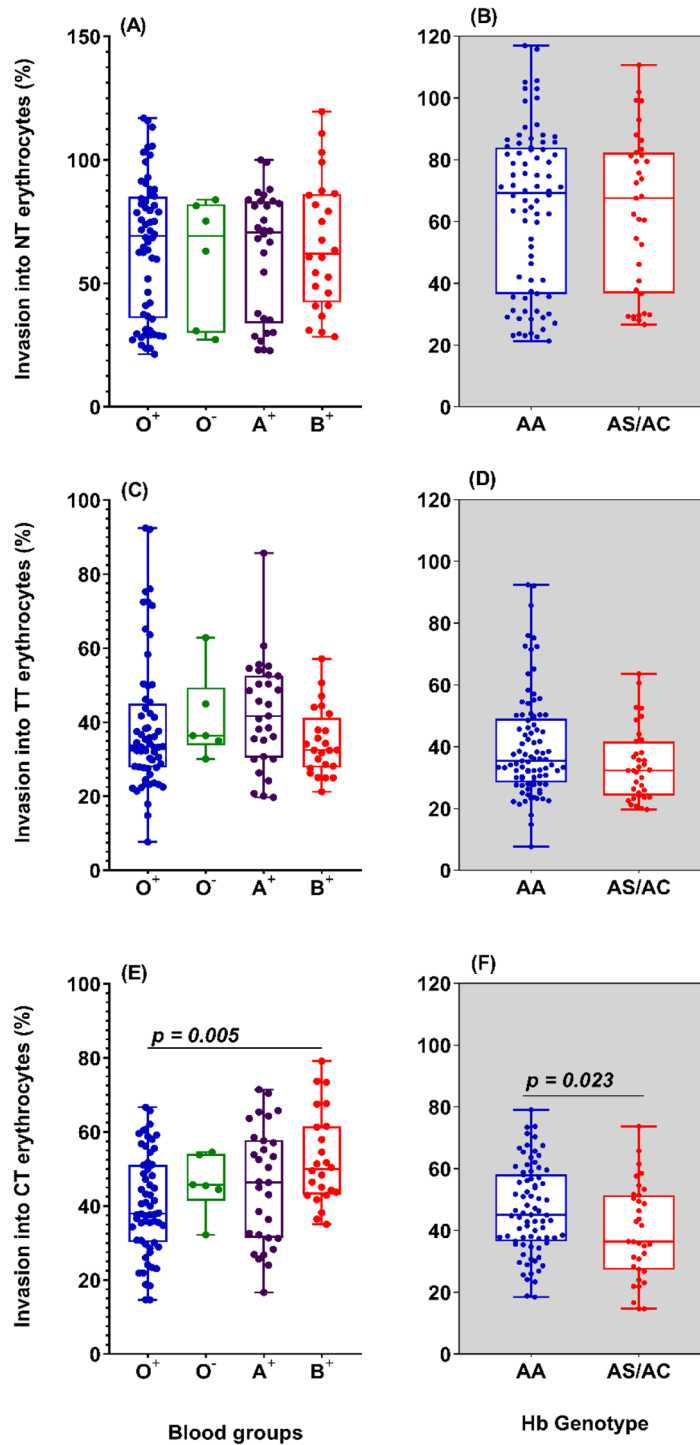 (A)
(B)
Invasion into NT erythrocytes (%)
150
100
50
0
O+ O- A+ B+
120
100
80
60
40
20
0
AA AS/AC
(C)
(D)
Invasion into TT erythrocytes (%)
100
80
60
40
20
0
O+ O- A+ B+
120
100
80
60
40
20
0
AA AS/AC
(E)
(F)
Invasion into CT erythrocytes (%)
100
80
60
40
20
0
p = 0.005
O+ O- A+ B+
Blood groups
120
100
80
60
40
20
0
p = 0.023
AA AS/AC
Hb Genotype